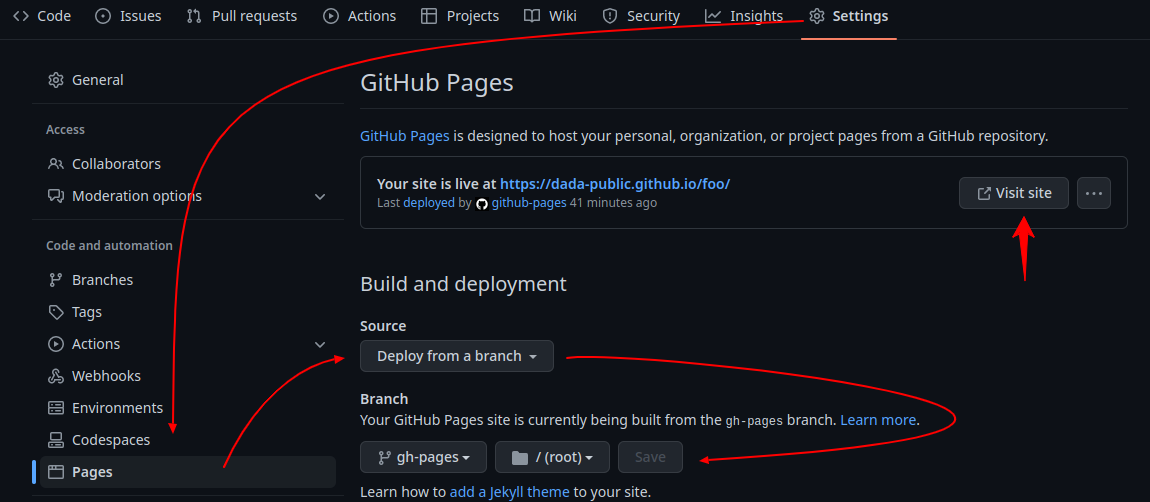 Code Issues Pull requests Actions Projects Wiki Security Insights Settings
General
Access
Collaborators
Moderation options
Code and automation
Branches
Tags
Actions
Webhooks
Environments
Codespaces
Pages
GitHub Pages
GitHub Pages is designed to host your personal, organization, or project pages from a GitHub repository.
Your site is live at https://dada-public.github.io/foo/
Last deployed by github-pages 41 minutes ago
Visit site
Build and deployment
Source
Deploy from a branch
Branch
Your GitHub Pages site is currently being built from the gh-pages branch. Learn more.
gh-pages / (root) Save
Learn how to add a Jekyll theme to your site.